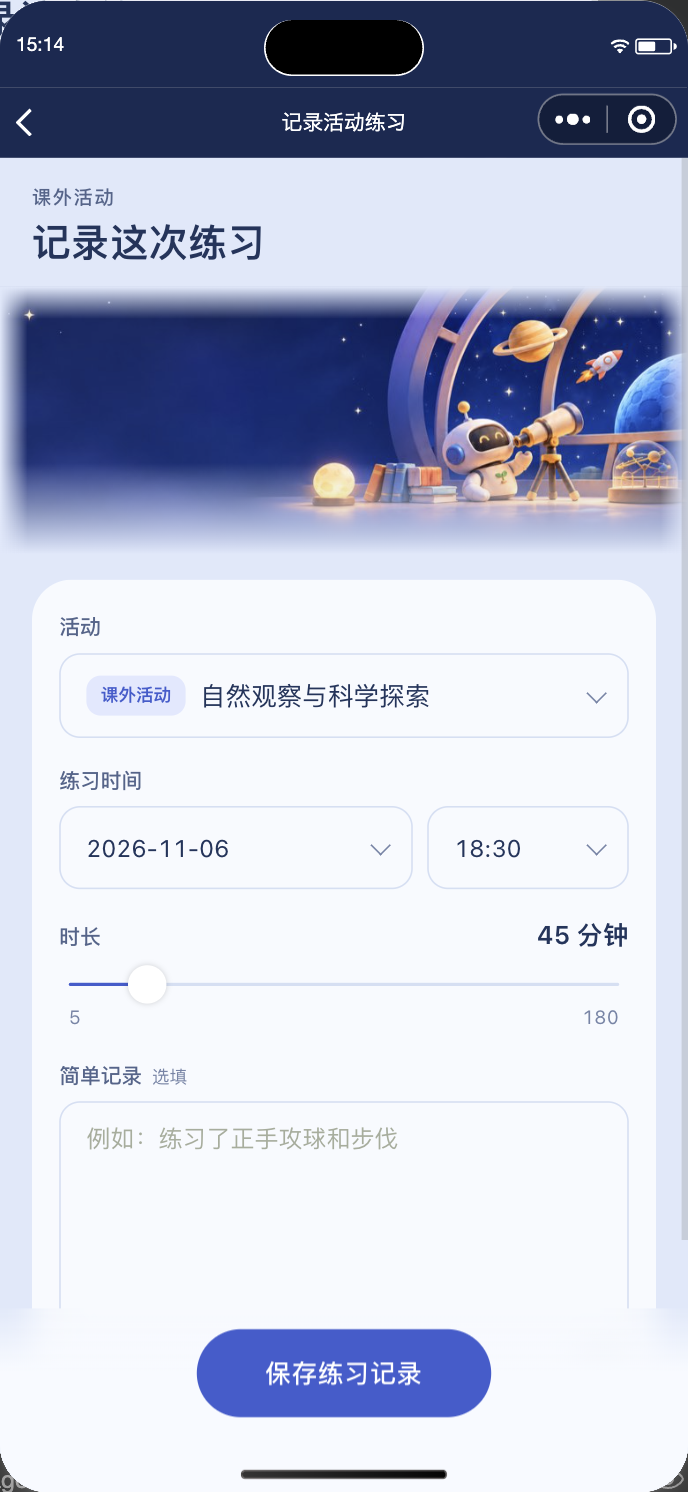 15:14
记录活动练习
课外活动
记录这次练习
活动
课外活动 自然观察与科学探索
练习时间
2026-11-06 18:30
时长 45 分钟
5 180
简单记录 选填
例如：练习了正手攻球和步伐
保存练习记录